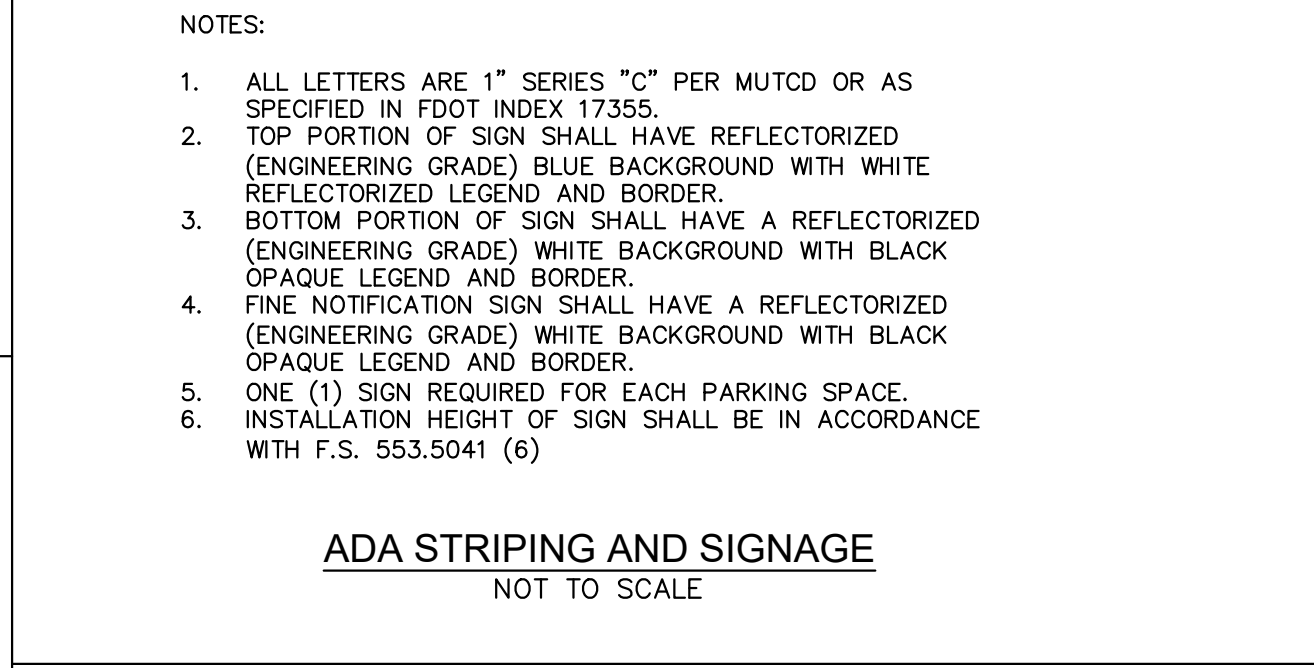 NOTES:
1. ALL LETTERS ARE 1" SERIES "C" PER MUTCD OR AS
SPECIFIED IN FDOT INDEX 17355.
2. TOP PORTION OF SIGN SHALL HAVE REFLECTORIZED
(ENGINEERING GRADE) BLUE BACKGROUND WITH WHITE
REFLECTORIZED LEGEND AND BORDER.
3. BOTTOM PORTION OF SIGN SHALL HAVE A REFLECTORIZED
(ENGINEERING GRADE) WHITE BACKGROUND WITH BLACK
OPAQUE LEGEND AND BORDER.
4. FINE NOTIFICATION SIGN SHALL HAVE A REFLECTORIZED
(ENGINEERING GRADE) WHITE BACKGROUND WITH BLACK
OPAQUE LEGEND AND BORDER.
5. ONE (1) SIGN REQUIRED FOR EACH PARKING SPACE.
6. INSTALLATION HEIGHT OF SIGN SHALL BE IN ACCORDANCE
WITH F.S. 553.5041 (6)
ADA STRIPING AND SIGNAGE
NOT TO SCALE